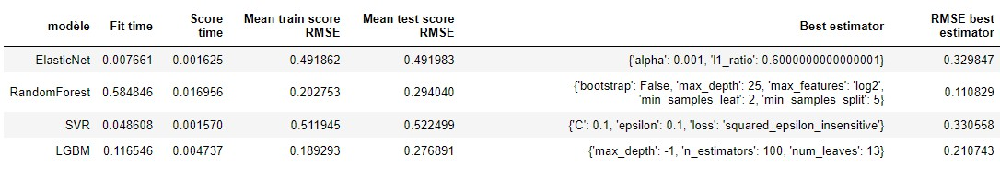 modèle Fit time Score time Mean train score RMSE Mean test score RMSE Best estimator RMSE best estimator
ElasticNet 0.007661 0.001625 0.491862 0.491983 {'alpha': 0.001, 'l1_ratio': 0.6000000000000001} 0.329847
RandomForest 0.584846 0.016956 0.202753 0.294040 {'bootstrap': False, 'max_depth': 25, 'max_features': 'log2', 'min_samples_leaf': 2, 'min_samples_split': 5} 0.110829
SVR 0.048608 0.001570 0.511945 0.522499 {'C': 0.1, 'epsilon': 0.1, 'loss': 'squared_epsilon_insensitive'} 0.330558
LGBM 0.116546 0.004737 0.189293 0.276891 {'max_depth': -1, 'n_estimators': 100, 'num_leaves': 13} 0.210743